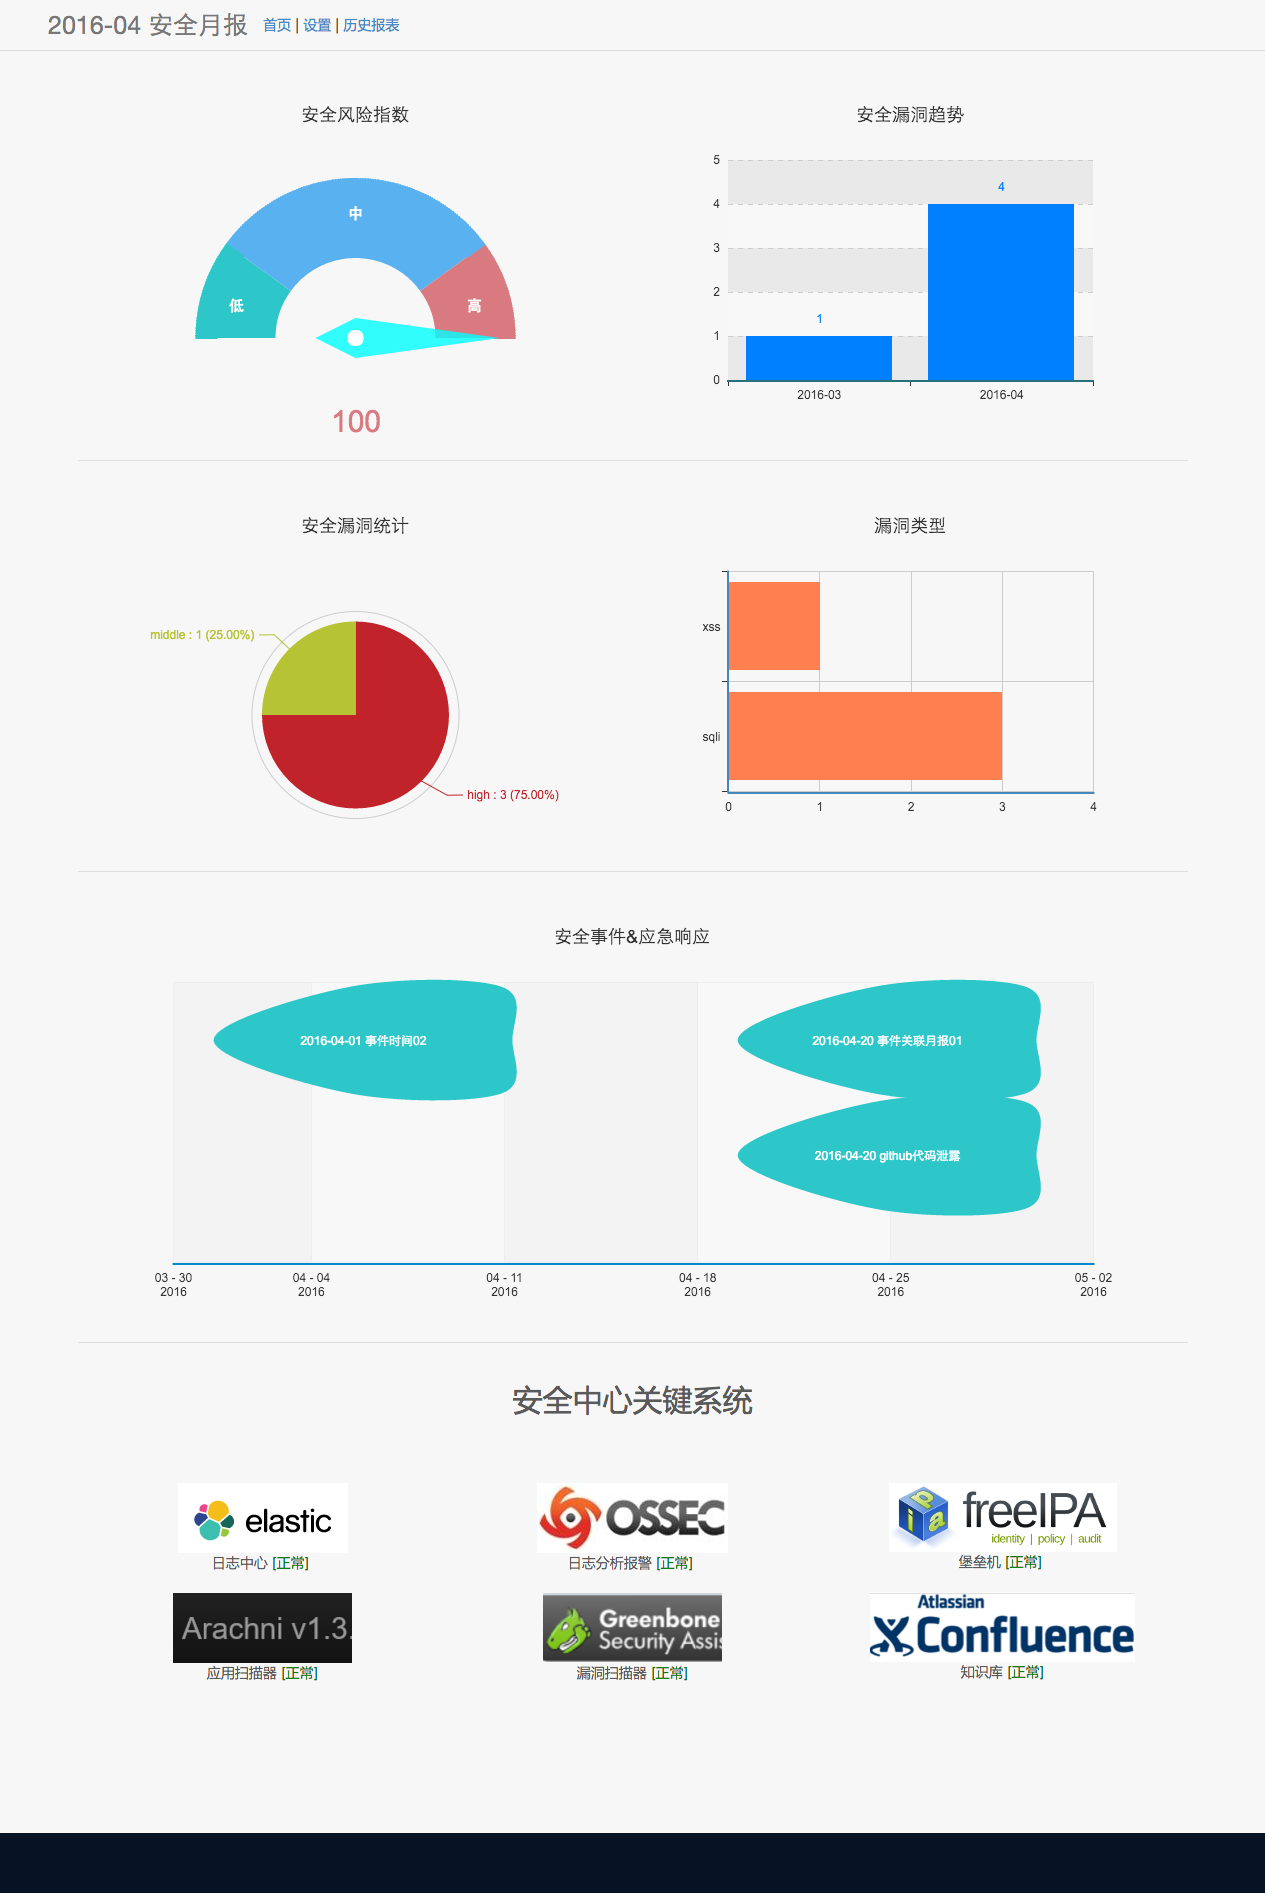 2016-04 安全月报 首页 | 设置 | 历史报表
安全风险指数
中
低
高
100
安全漏洞趋势
5
4
3
2
1
0
1
4
2016-03 2016-04
安全漏洞统计
middle : 1 (25.00%)
high : 3 (75.00%)
漏洞类型
xss
sqli
0 1 2 3 4
安全事件&应急响应
2016-04-01 事件时间02
2016-04-20 事件关联月报01
2016-04-20 github代码泄露
03 - 30 04 - 04 04 - 11 04 - 18 04 - 25 05 - 02
2016 2016 2016 2016 2016 2016
安全中心关键系统
elastic
日志中心 [正常]
OSSEC
日志分析报警 [正常]
ipa
freeIPA
identity | policy | audit
堡垒机 [正常]
Arachni v1.3.
应用扫描器 [正常]
Greenbone
Security Assis
漏洞扫描器 [正常]
Atlassian
Confluence
知识库 [正常]